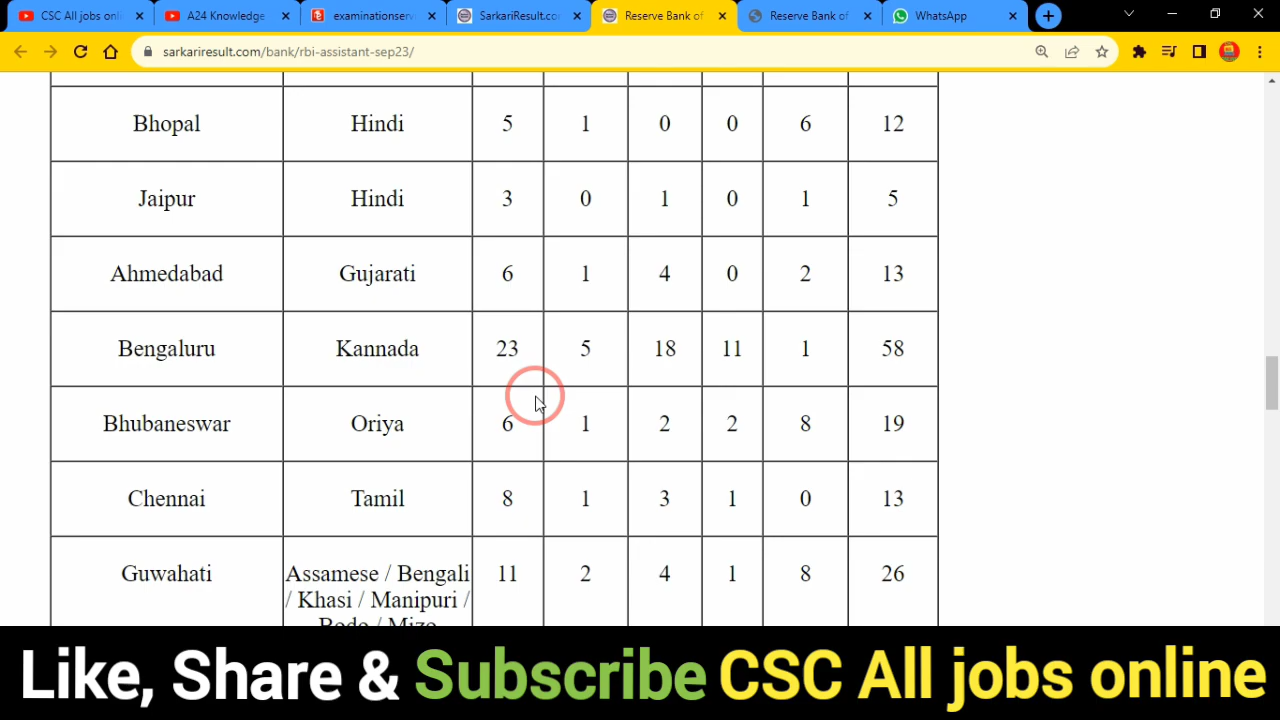 CSC All jobs onli
A24 Knowledge
examinationser
SarkariResult.co
Reserve Bank of
Reserve Bank of
WhatsApp
sarkariresult.com/bank/rbi-assistant-sep23/
Bhopal Hindi 5 1 0 0 6 12
Jaipur Hindi 3 0 1 0 1 5
Ahmedabad Gujarati 6 1 4 0 2 13
Bengaluru Kannada 23 5 18 11 1 58
Bhubaneswar Oriya 6 1 2 2 8 19
Chennai Tamil 8 1 3 1 0 13
Guwahati Assamese / Bengali 11 2 4 1 8 26
/ Khasi / Manipuri /
Bodo / Mizo
Like, Share & Subscribe CSC All jobs online